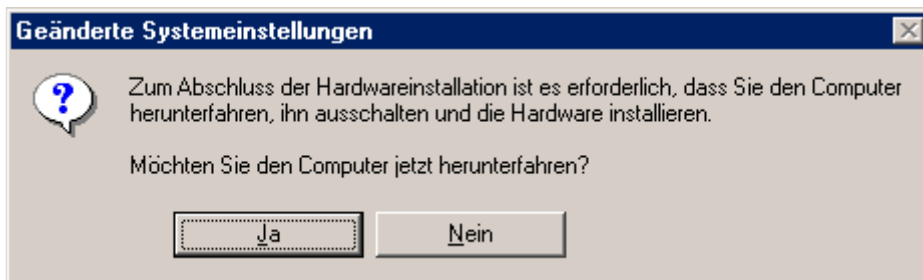 Geänderte Systemeinstellungen
Zum Abschluss der Hardwareinstallation ist es erforderlich, dass Sie den Computer
herunterfahren, ihn ausschalten und die Hardware installieren.
Möchten Sie den Computer jetzt herunterfahren?
Ja
Nein